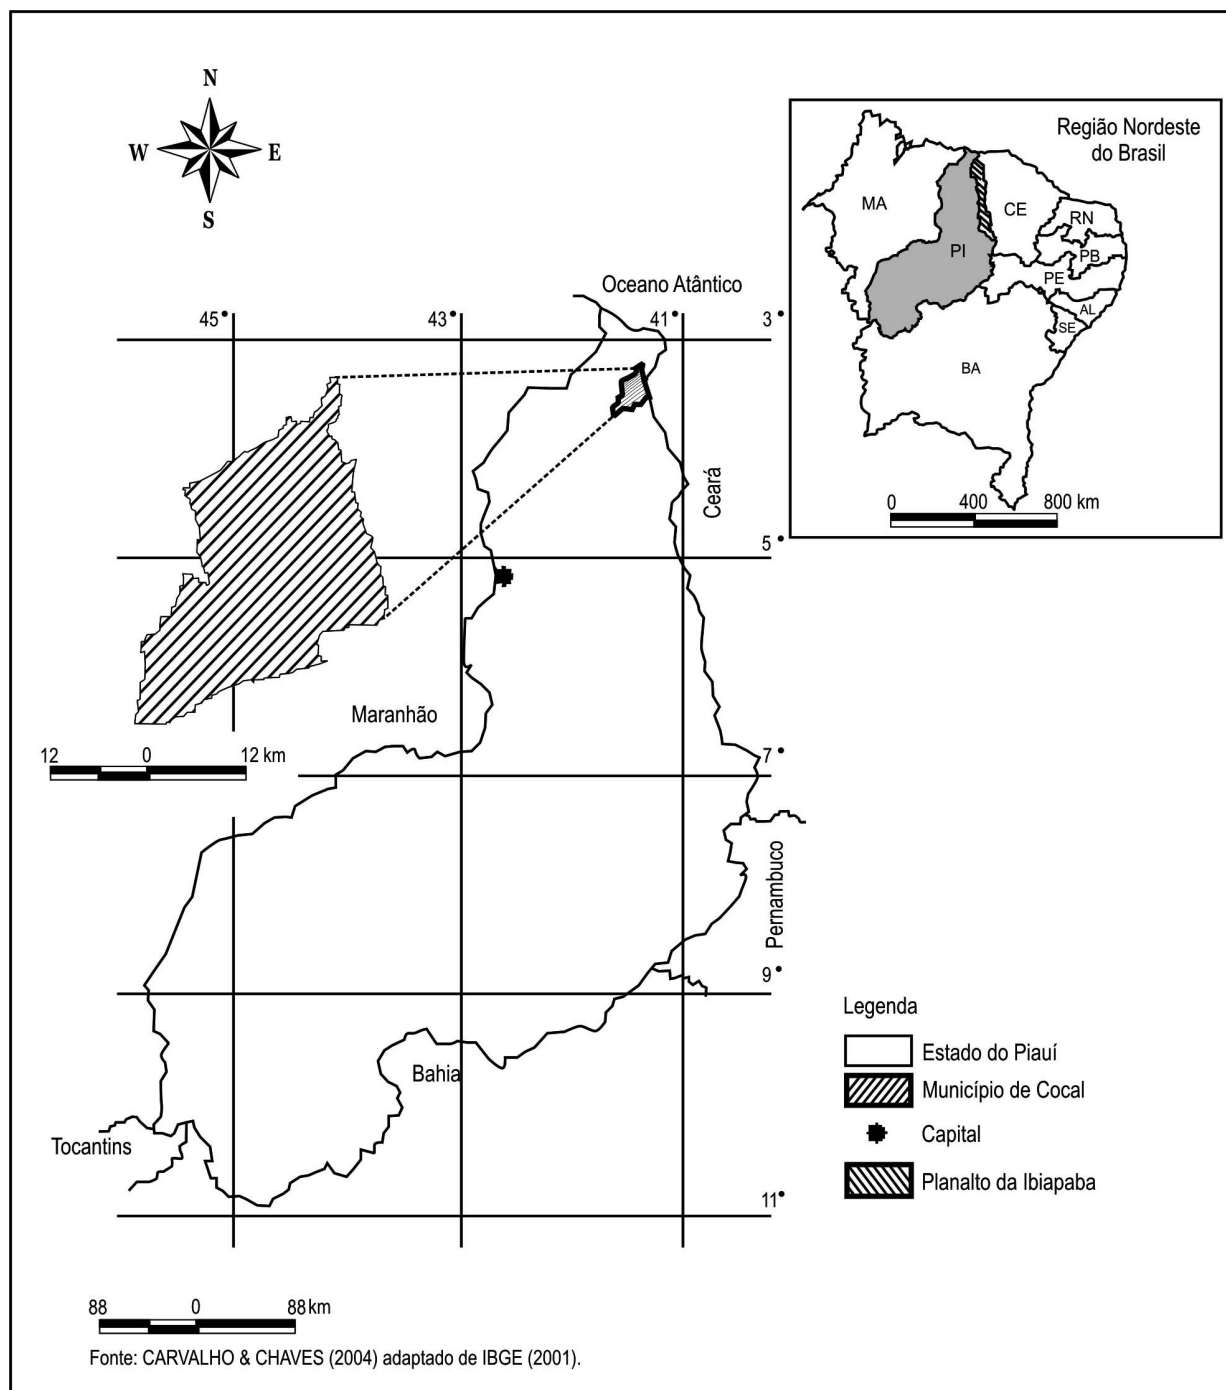 N
W
E
S
Região Nordeste
do Brasil
MA
CE
RN
PI
PB
PE
AL
SE
BA
0
400
800 km
Oceano Atântico
45°
43°
41°
3°
Ceará
5°
Maranhão
12
0
12 km
7°
Pernambuco
9°
Legenda
Estado do Piauí
Município de Cocal
Capital
Planalto da Ibiapaba
Bahia
Tocantins
11°
88
0
88 km
Fonte: CARVALHO & CHAVES (2004) adaptado de IBGE (2001).